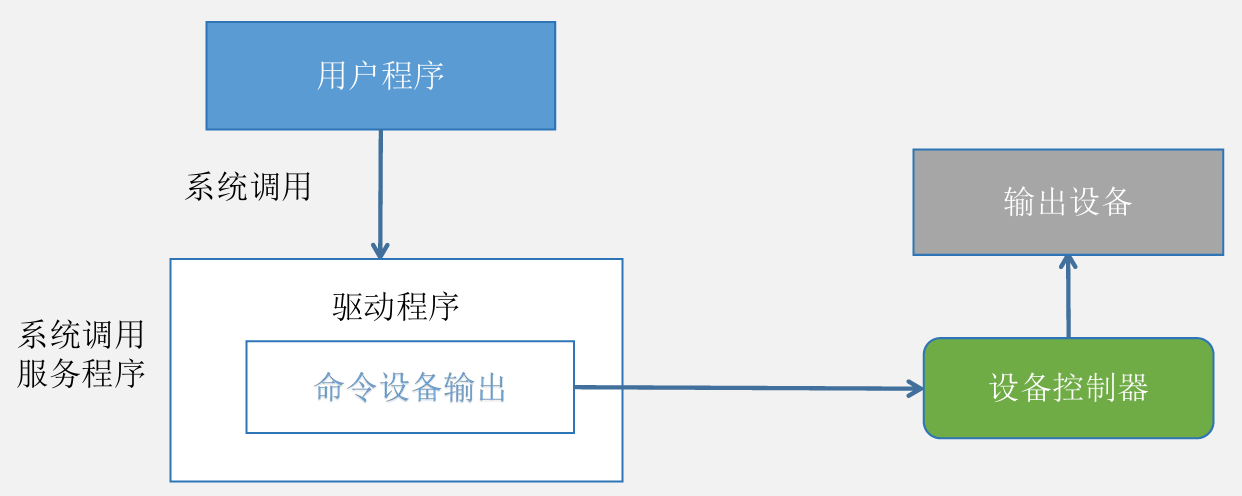 用户程序
系统调用
输出设备
驱动程序
系统调用
服务程序
命令设备输出
设备控制器